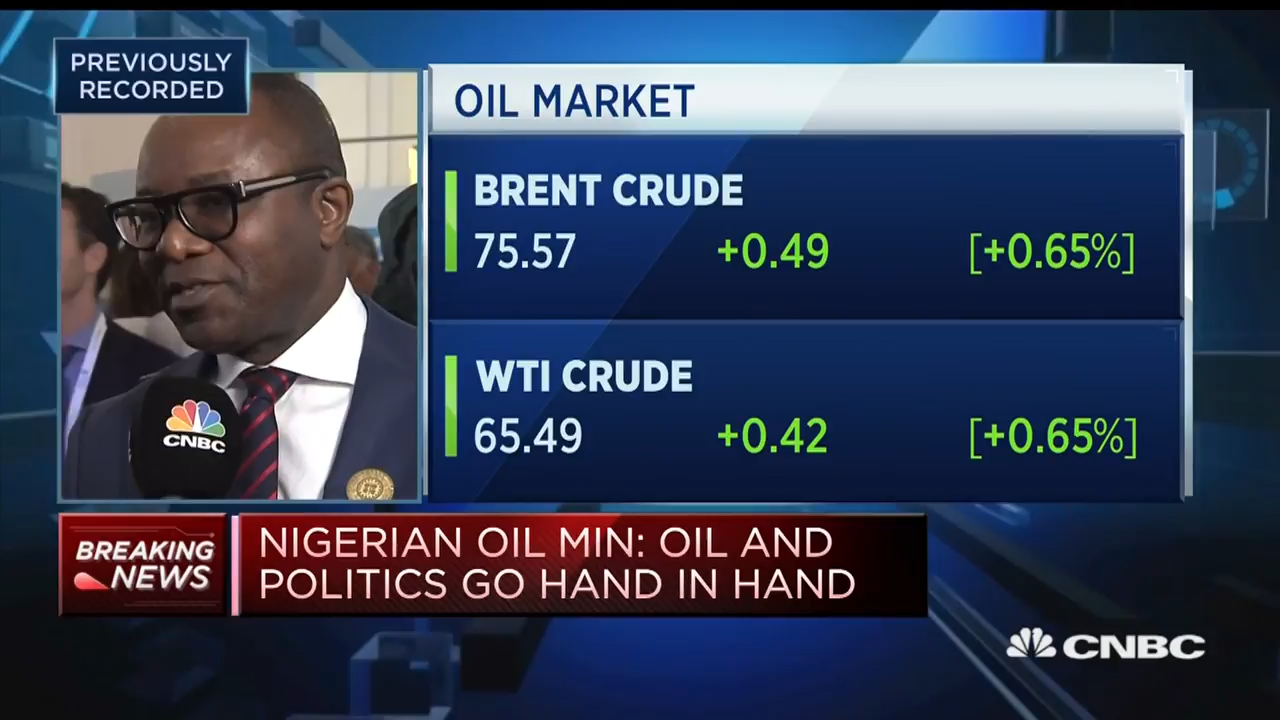 PREVIOUSLY
RECORDED
OIL MARKET
BRENT CRUDE
75.57 +0.49 [+0.65%]
WTI CRUDE
65.49 +0.42 [+0.65%]
CNBC
BREAKING
NEWS
NIGERIAN OIL MIN: OIL AND
POLITICS GO HAND IN HAND
CNBC